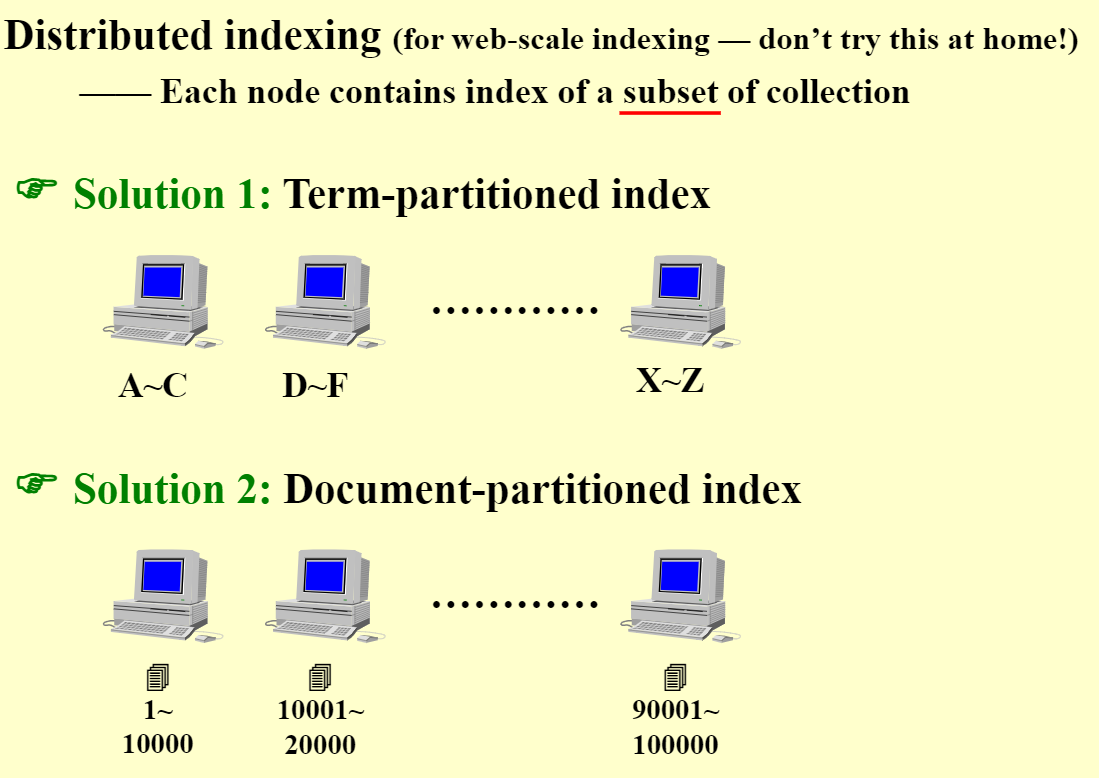 Distributed indexing (for web-scale indexing — don’t try this at home!)
—— Each node contains index of a subset of collection
☞ Solution 1: Term-partitioned index
…………
A~C D~F X~Z
☞ Solution 2: Document-partitioned index
…………
1~ 10001~ 90001~
10000 20000 100000